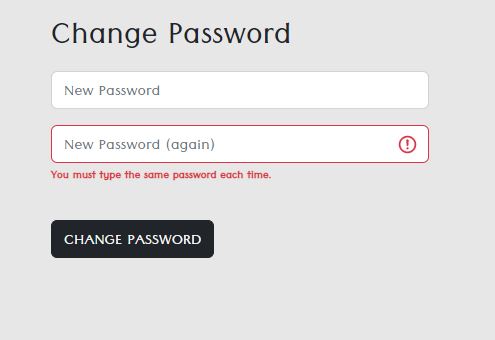 Change Password
New Password
New Password (again)
You must type the same password each time.
CHANGE PASSWORD